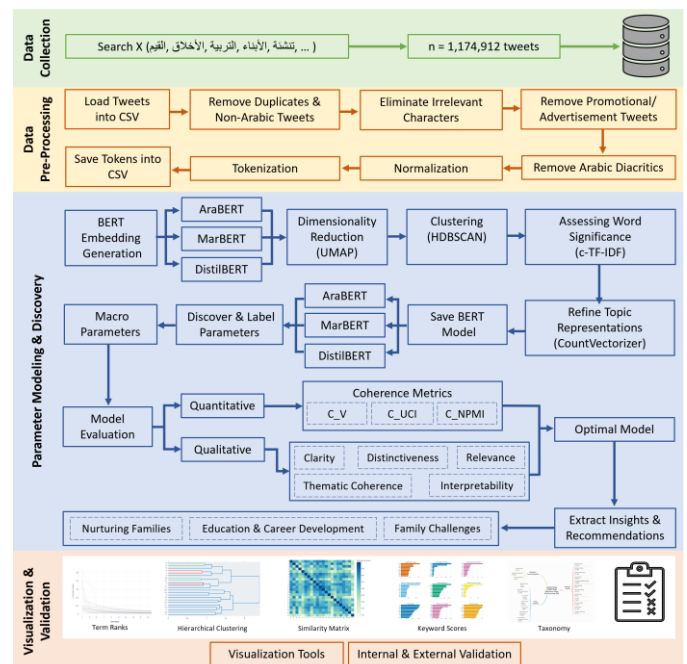 Data
Collection
Search X (القيم, الأخلاق, التربية, الأبناء, تنشئة, ... )
n = 1,174,912 tweets
Data
Pre-Processing
Load Tweets
into CSV
Remove Duplicates &
Non-Arabic Tweets
Eliminate Irrelevant
Characters
Remove Promotional/
Advertisement Tweets
Save Tokens into
CSV
Tokenization
Normalization
Remove Arabic Diacritics
Parameter Modeling & Discovery
BERT
Embedding
Generation
AraBERT
MarBERT
DistilBERT
Dimensionality
Reduction
(UMAP)
Clustering
(HDBSCAN)
Assessing Word
Significance
(c-TF-IDF)
Macro
Parameters
Discover & Label
Parameters
AraBERT
MarBERT
DistilBERT
Save BERT
Model
Refine Topic
Representations
(CountVectorizer)
Model
Evaluation
Quantitative
Qualitative
Coherence Metrics
C_V
C_UCI
C_NPMI
Clarity
Distinctiveness
Relevance
Thematic Coherence
Interpretability
Optimal Model
Nurturing Families
Education & Career Development
Family Challenges
Extract Insights &
Recommendations
Visualization &
Validation
Term Ranks
Hierarchical Clustering
Similarity Matrix
Keyword Scores
Taxonomy
Visualization Tools
Internal & External Validation